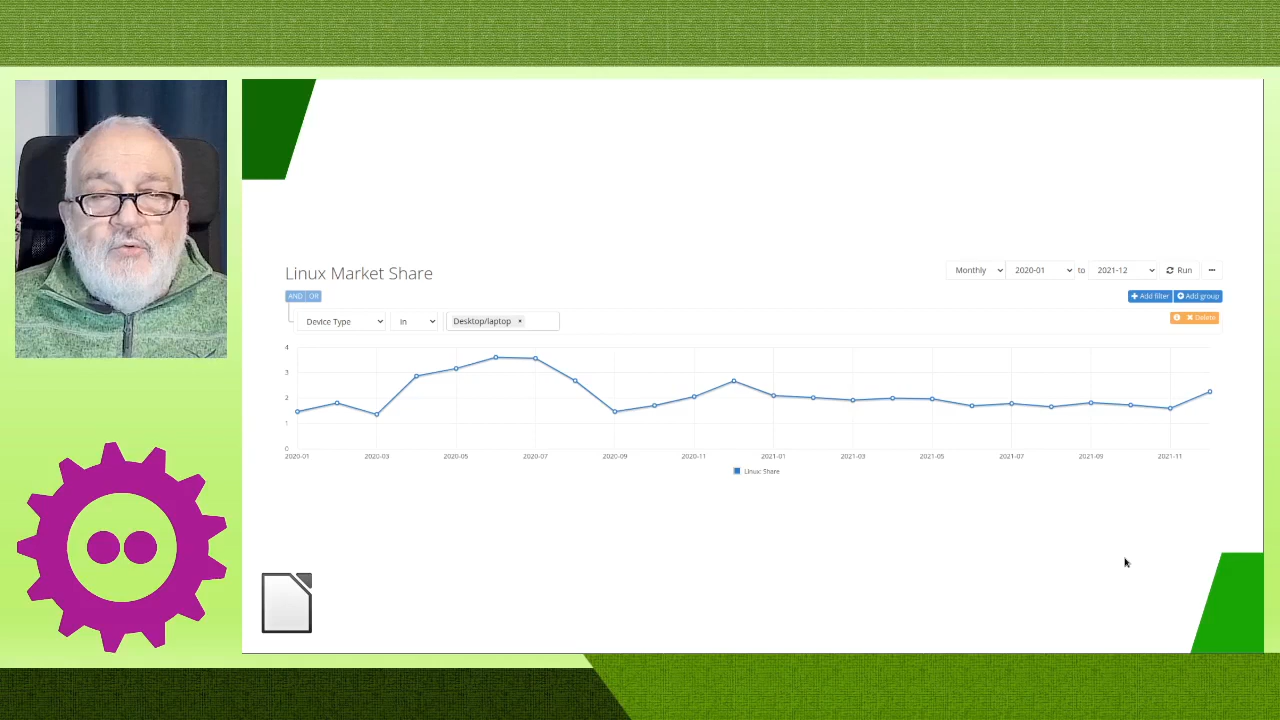 Linux Market Share
Monthly 2020-01 to 2021-12 Run
AND OR
Add filter Add group
Device Type In Desktop/laptop ×
Delete
4
3
2
1
0
2020-01 2020-03 2020-05 2020-07 2020-09 2020-11 2021-01 2021-03 2021-05 2021-07 2021-09 2021-11
Linux: Share